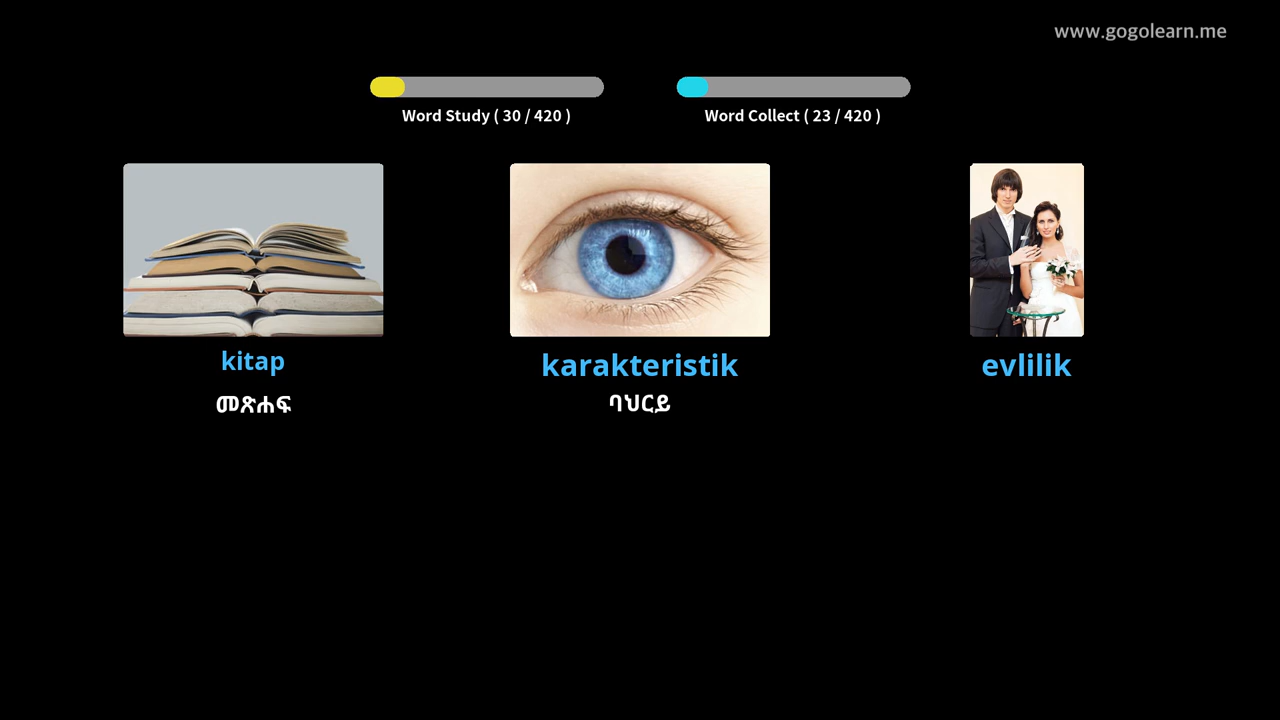 www.gogolearn.me
Word Study ( 30 / 420 )
Word Collect ( 23 / 420 )
kitap
karakteristik
evlilik
መጽሐፍ
ባህርይ